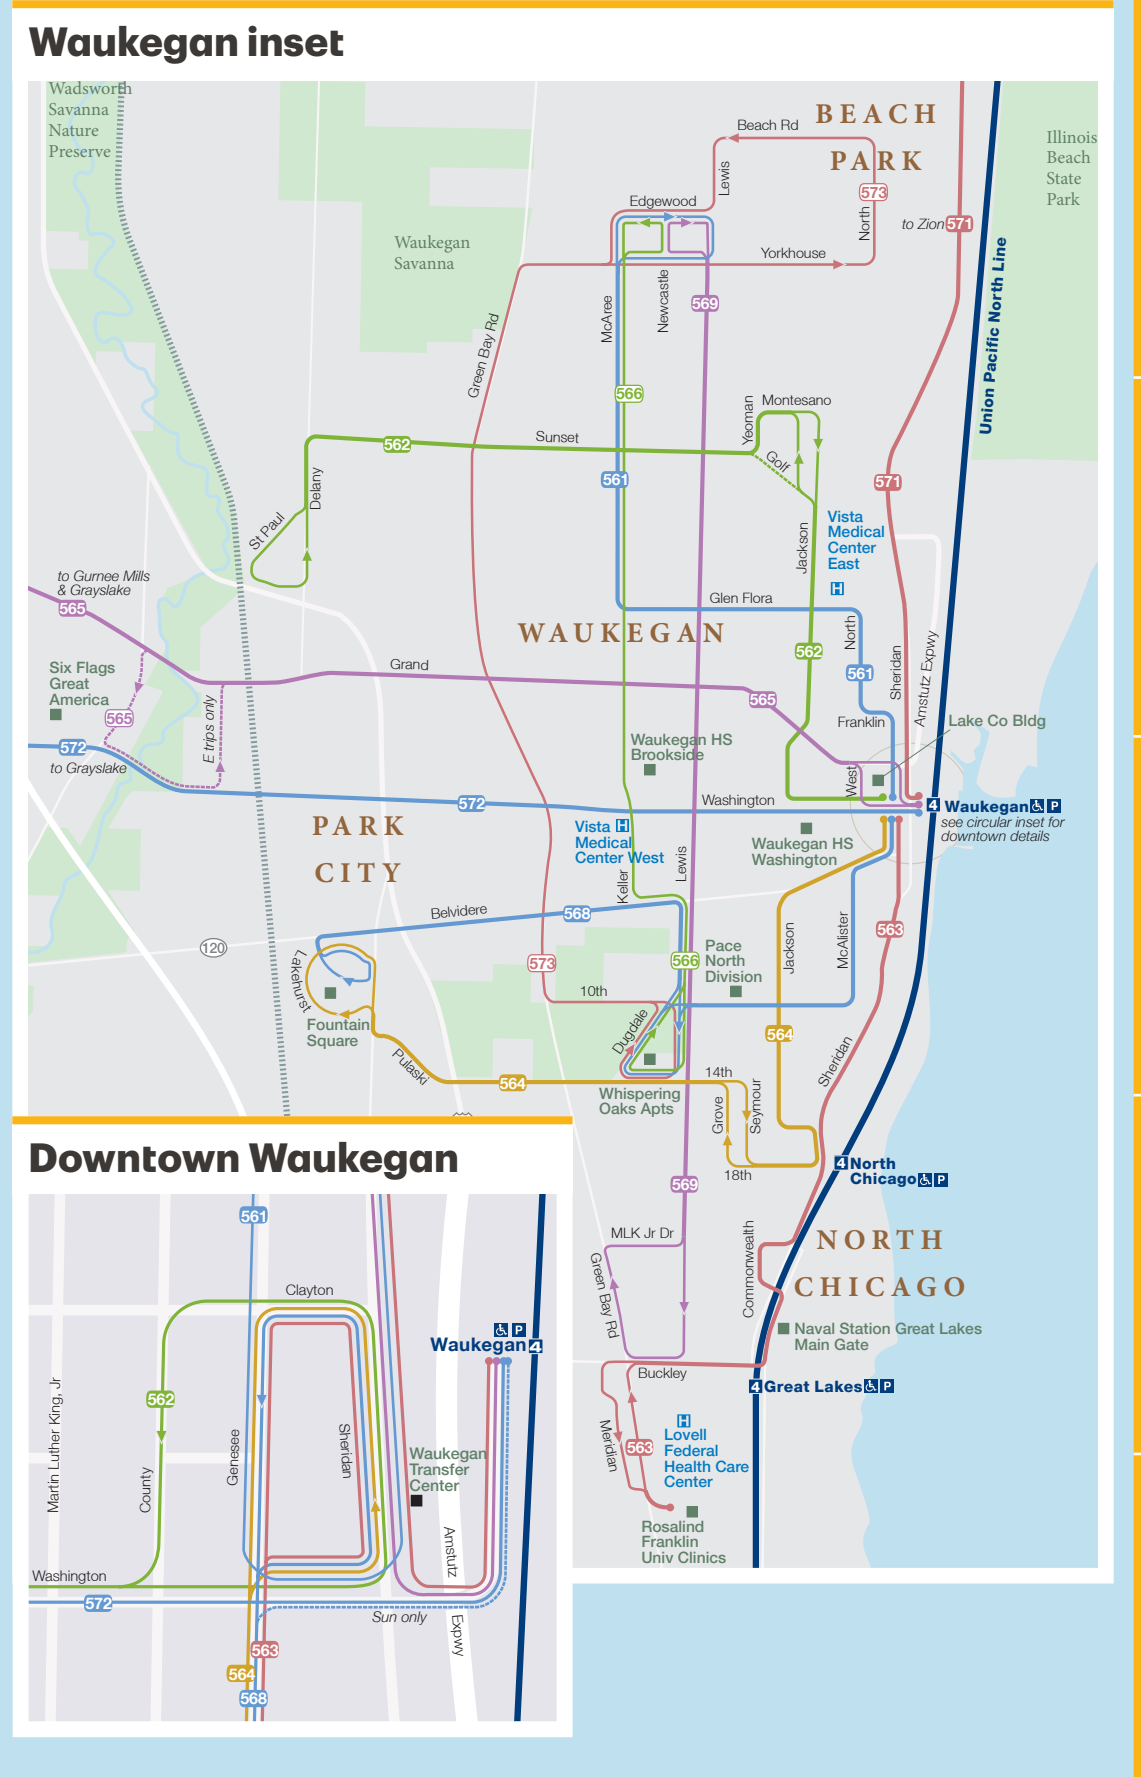 Waukegan inset
Wadsworth
Savanna
Nature
Preserve
BEACH
PARK
Beach Rd
Illinois
Beach
State
Park
Lewis
573
Edgewood
North
to Zion
571
Waukegan
Savanna
Yorkhouse
Union Pacific North Line
McAree
Newcastle
569
Green Bay Rd
566
Yeoman
Montesano
562
Sunset
Golf
Delany
561
571
St Paul
Jackson
Vista
Medical
Center
East
H
to Gurnee Mills
& Grayslake
565
Glen Flora
WAUKEGAN
North
562
Sheridan
Amstutz Expwy
Six Flags
Great
America
Grand
561
565
565
E trips only
Franklin
Lake Co Bldg
572
to Grayslake
Waukegan HS
Brookside
West
572
Washington
4 Waukegan P
see circular inset for
downtown details
PARK
CITY
Vista H
Medical
Center West
Waukegan HS
Washington
Keller
Lewis
Belvidere
568
Jackson
McAlister
563
120
Lakehurst
573
566
Pace
North
Division
10th
Fountain
Square
Dugdale
564
Pulaski
564
Whispering
Oaks Apts
14th
Grove
Seymour
18th
Sheridan
4 North
Chicago P
569
MLK Jr Dr
Green Bay Rd
Commonwealth
NORTH
CHICAGO
Naval Station Great Lakes
Main Gate
Buckley
4 Great Lakes P
Meridian
563
H
Lovell
Federal
Health Care
Center
Rosalind
Franklin
Univ Clinics
Downtown Waukegan
561
Clayton
P
Waukegan 4
Martin Luther King, Jr
562
County
Genesee
Sheridan
Waukegan
Transfer
Center
Amstutz
Expwy
Washington
572
Sun only
563
564
568